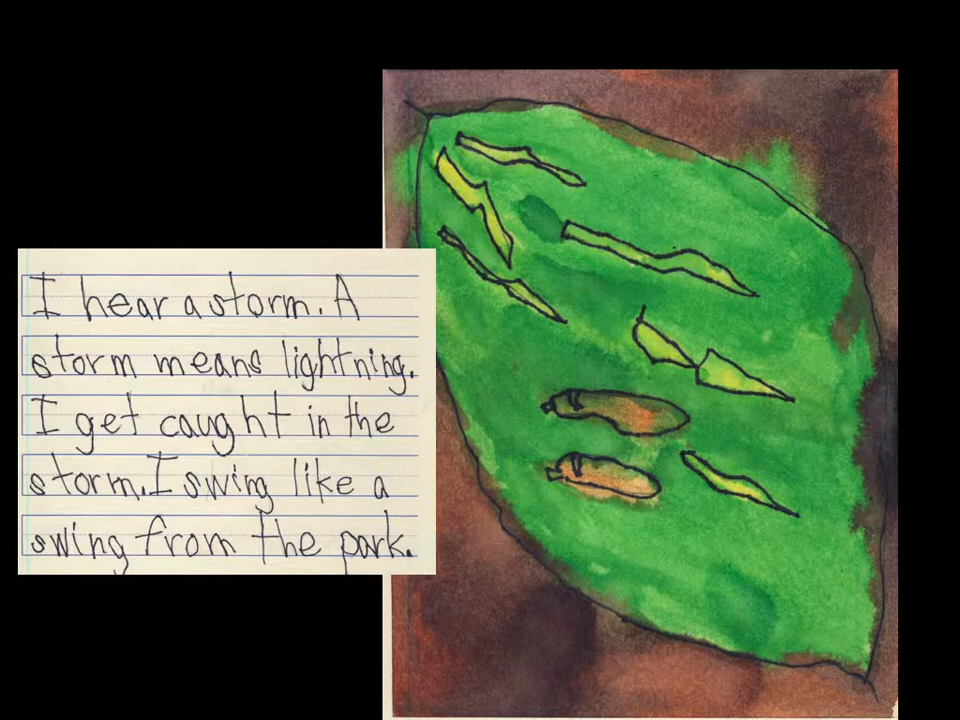 I hear a storm. A
storm means lightning.
I get caught in the
storm. I swing like a
swing from the park.